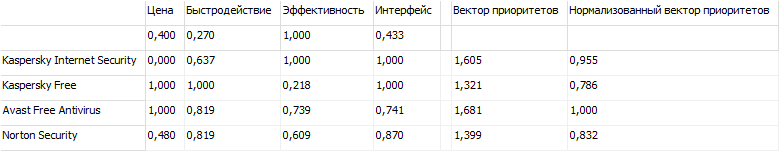 Цена Быстродействие Эффективность Интерфейс Вектор приоритетов Нормализованный вектор приоритетов
0,400 0,270 1,000 0,433
Kaspersky Internet Security 0,000 0,637 1,000 1,000 1,605 0,955
Kaspersky Free 1,000 1,000 0,218 1,000 1,321 0,786
Avast Free Antivirus 1,000 0,819 0,739 0,741 1,681 1,000
Norton Security 0,480 0,819 0,609 0,870 1,399 0,832